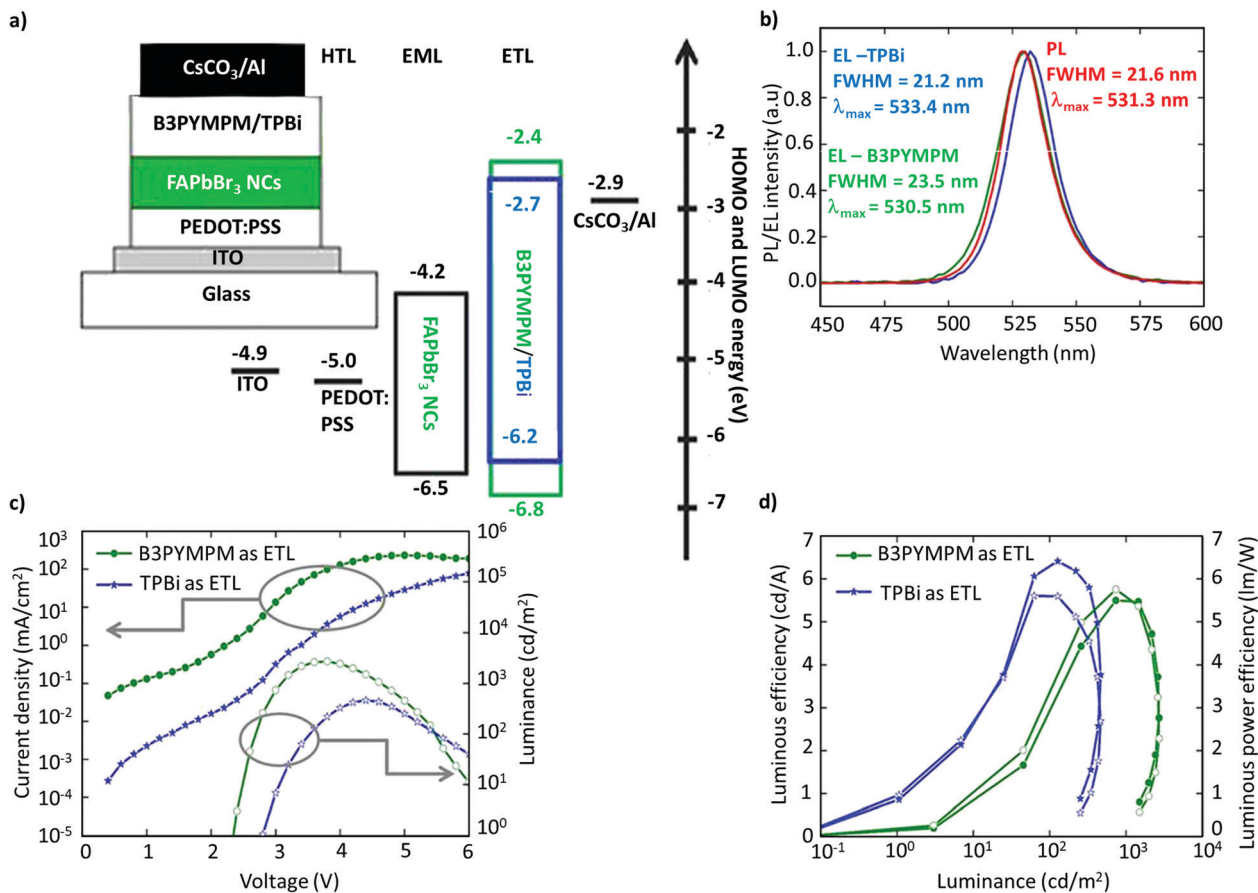 a)
HTL EML ETL
CsCO₃/Al
B3PYMPM/TPBi
FAPbBr₃ NCs
PEDOT:PSS
ITO
Glass
-4.9
ITO
-5.0
PEDOT:
PSS
-4.2
FAPbBr₃ NCs
-6.5
-2.4
-2.7
B3PYMPM/TPBi
-6.2
-6.8
-2.9
CsCO₃/Al
-2
-3
-4
-5
-6
-7
HOMO and LUMO energy (eV)
b)
PL/EL intensity (a.u)
1.0
0.8
0.6
0.4
0.2
0.0
EL –TPBi
FWHM = 21.2 nm
λmax = 533.4 nm
EL – B3PYMPM
FWHM = 23.5 nm
λmax = 530.5 nm
PL
FWHM = 21.6 nm
λmax = 531.3 nm
450 475 500 525 550 575 600
Wavelength (nm)
c)
Current density (mA/cm²)
10³
10²
10¹
10⁰
10⁻¹
10⁻²
10⁻³
10⁻⁴
10⁻⁵
B3PYMPM as ETL
TPBi as ETL
10⁶
10⁵
10⁴
10³
10²
10¹
10⁰
Luminance (cd/m²)
0 1 2 3 4 5 6
Voltage (V)
d)
Luminous efficiency (cd/A)
7
6
5
4
3
2
1
0
B3PYMPM as ETL
TPBi as ETL
7
6
5
4
3
2
1
0
Luminous power efficiency (lm/W)
10⁻¹ 10⁰ 10¹ 10² 10³ 10⁴
Luminance (cd/m²)